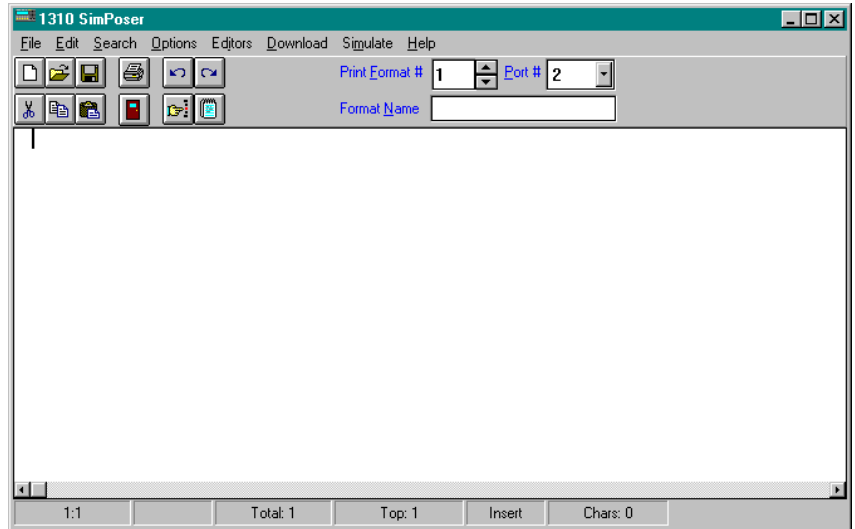 1310 SimPoser
File Edit Search Options Editors Download Simulate Help
Print Format # 1 Port # 2
Format Name
1:1 Total: 1 Top: 1 Insert Chars: 0